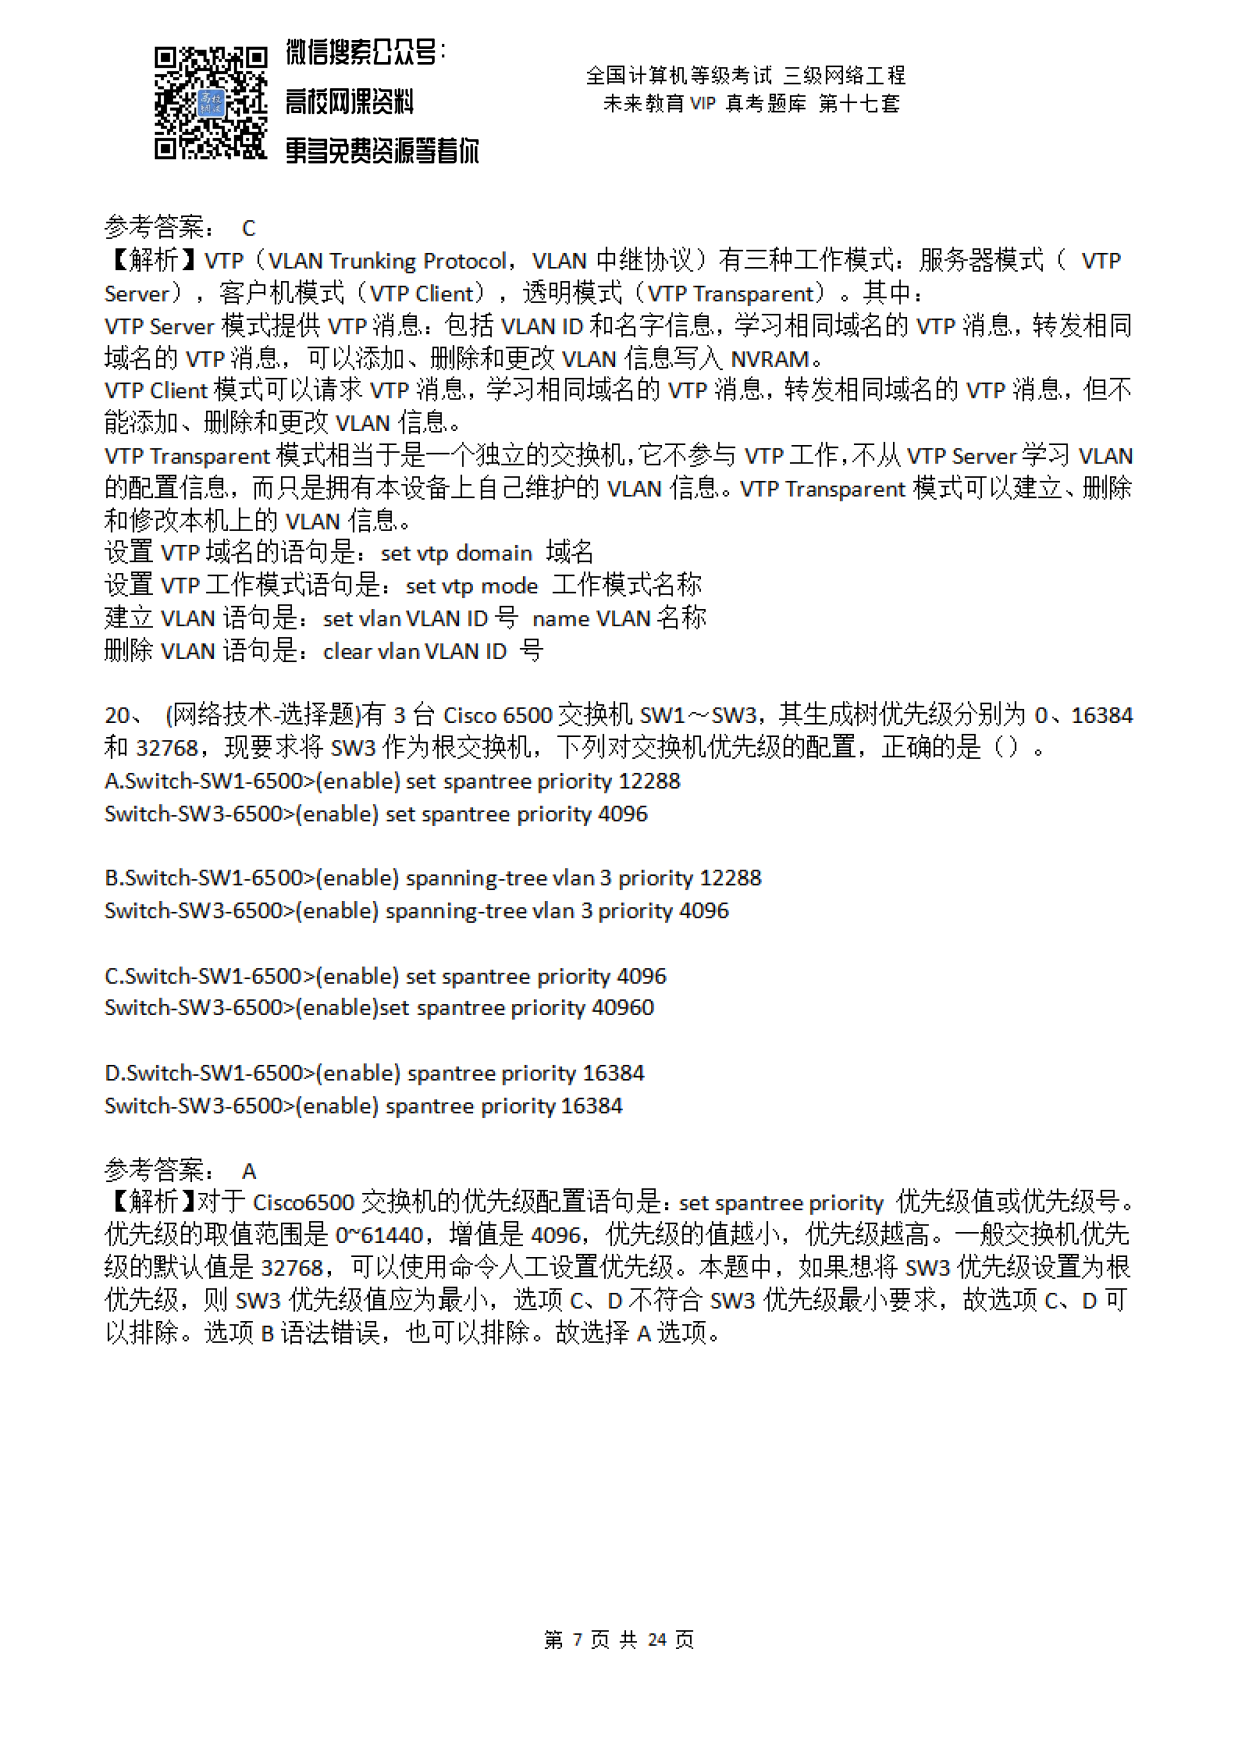 微信搜索公众号：
高校网课资料
更多免费资源等着你
全国计算机等级考试 三级网络工程
未来教育 VIP 真考题库 第十七套
参考答案： C
【解析】VTP（VLAN Trunking Protocol，VLAN 中继协议）有三种工作模式：服务器模式（ VTP
Server），客户机模式（VTP Client），透明模式（VTP Transparent）。其中：
VTP Server 模式提供 VTP 消息：包括 VLAN ID 和名字信息，学习相同域名的 VTP 消息，转发相同
域名的 VTP 消息，可以添加、删除和更改 VLAN 信息写入 NVRAM。
VTP Client 模式可以请求 VTP 消息，学习相同域名的 VTP 消息，转发相同域名的 VTP 消息，但不
能添加、删除和更改 VLAN 信息。
VTP Transparent 模式相当于是一个独立的交换机，它不参与 VTP 工作，不从 VTP Server 学习 VLAN
的配置信息，而只是拥有本设备上自己维护的 VLAN 信息。VTP Transparent 模式可以建立、删除
和修改本机上的 VLAN 信息。
设置 VTP 域名的语句是：set vtp domain 域名
设置 VTP 工作模式语句是：set vtp mode 工作模式名称
建立 VLAN 语句是：set vlan VLAN ID 号 name VLAN 名称
删除 VLAN 语句是：clear vlan VLAN ID 号
20、 (网络技术-选择题)有 3 台 Cisco 6500 交换机 SW1～SW3，其生成树优先级分别为 0、16384
和 32768，现要求将 SW3 作为根交换机，下列对交换机优先级的配置，正确的是（）。
A.Switch-SW1-6500>(enable) set spantree priority 12288
Switch-SW3-6500>(enable) set spantree priority 4096
B.Switch-SW1-6500>(enable) spanning-tree vlan 3 priority 12288
Switch-SW3-6500>(enable) spanning-tree vlan 3 priority 4096
C.Switch-SW1-6500>(enable) set spantree priority 4096
Switch-SW3-6500>(enable)set spantree priority 40960
D.Switch-SW1-6500>(enable) spantree priority 16384
Switch-SW3-6500>(enable) spantree priority 16384
参考答案： A
【解析】对于 Cisco6500 交换机的优先级配置语句是：set spantree priority 优先级值或优先级号。
优先级的取值范围是 0~61440，增值是 4096，优先级的值越小，优先级越高。一般交换机优先
级的默认值是 32768，可以使用命令人工设置优先级。本题中，如果想将 SW3 优先级设置为根
优先级，则 SW3 优先级值应为最小，选项 C、D 不符合 SW3 优先级最小要求，故选项 C、D 可
以排除。选项 B 语法错误，也可以排除。故选择 A 选项。
第 7 页 共 24 页